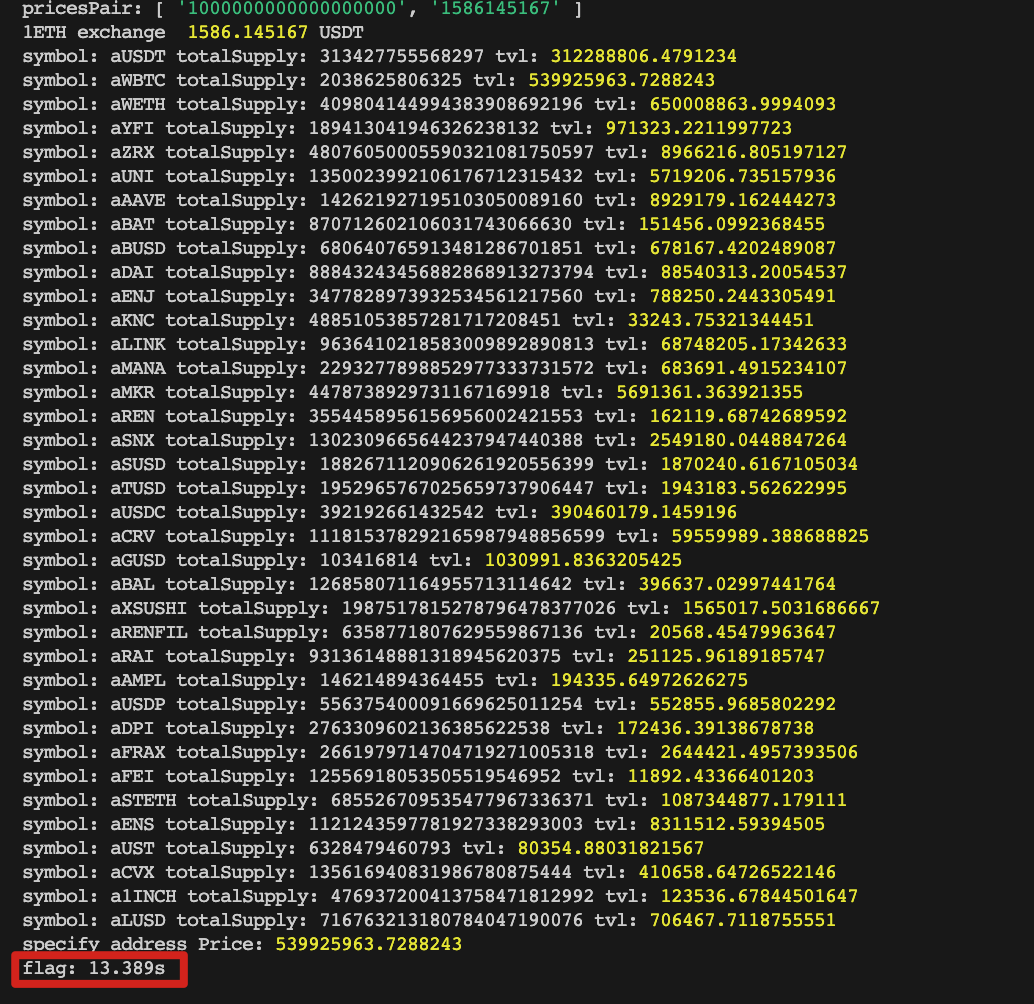 pricesPair: [ '1000000000000000000', '1586145167' ]
1ETH exchange  1586.145167 USDT
symbol: aUSDT totalSupply: 313427755568297 tvl: 312288806.4791234
symbol: aWBTC totalSupply: 2038625806325 tvl: 539925963.7288243
symbol: aWETH totalSupply: 409804144994383908692196 tvl: 650008863.9994093
symbol: aYFI totalSupply: 189413041946326238132 tvl: 971323.2211997723
symbol: aZRX totalSupply: 48076050005590321081750597 tvl: 8966216.805197127
symbol: aUNI totalSupply: 1350023992106176712315432 tvl: 5719206.735157936
symbol: aAAVE totalSupply: 142621927195103050089160 tvl: 8929179.162444273
symbol: aBAT totalSupply: 870712602106031743066630 tvl: 151456.0992368455
symbol: aBUSD totalSupply: 680640765913481286701851 tvl: 678167.4202489087
symbol: aDAI totalSupply: 88843243456882868913273794 tvl: 88540313.20054537
symbol: aENJ totalSupply: 3477828973932534561217560 tvl: 788250.2443305491
symbol: aKNC totalSupply: 48851053857281717208451 tvl: 33243.75321344451
symbol: aLINK totalSupply: 9636410218583009892890813 tvl: 68748205.17342633
symbol: aMANA totalSupply: 2293277898852977333731572 tvl: 683691.4915234107
symbol: aMKR totalSupply: 4478738929731167169918 tvl: 5691361.363921355
symbol: aREN totalSupply: 3554458956156956002421553 tvl: 162119.68742689592
symbol: aSNX totalSupply: 1302309665644237947440388 tvl: 2549180.0448847264
symbol: aSUSD totalSupply: 1882671120906261920556399 tvl: 1870240.6167105034
symbol: aTUSD totalSupply: 1952965767025659737906447 tvl: 1943183.562622995
symbol: aUSDC totalSupply: 392192661432542 tvl: 390460179.1459196
symbol: aCRV totalSupply: 111815378292165987948856599 tvl: 59559989.388688825
symbol: aGUSD totalSupply: 103416814 tvl: 1030991.8363205425
symbol: aBAL totalSupply: 126858071164955713114642 tvl: 396637.02997441764
symbol: aXSUSHI totalSupply: 1987517815278796478377026 tvl: 1565017.5031686667
symbol: aRENFIL totalSupply: 6358771807629559867136 tvl: 20568.45479963647
symbol: aRAI totalSupply: 93136148881318945620375 tvl: 251125.96189185747
symbol: aAMPL totalSupply: 146214894364455 tvl: 194335.64972626275
symbol: aUSDP totalSupply: 556375400091669625011254 tvl: 552855.9685802292
symbol: aDPI totalSupply: 2763309602136385622538 tvl: 172436.39138678738
symbol: aFRAX totalSupply: 2661979714704719271005318 tvl: 2644421.4957393506
symbol: aFEI totalSupply: 12556918053505519546952 tvl: 11892.43366401203
symbol: aSTETH totalSupply: 685526709535477967336371 tvl: 1087344877.179111
symbol: aENS totalSupply: 1121243597781927338293003 tvl: 8311512.59394505
symbol: aUST totalSupply: 6328479460793 tvl: 80354.88031821567
symbol: aCVX totalSupply: 135616940831986780875444 tvl: 410658.64726522146
symbol: a1INCH totalSupply: 476937200413758471812992 tvl: 123536.67844501647
symbol: aLUSD totalSupply: 716763213180784047190076 tvl: 706467.7118755551
specify address Price: 539925963.7288243
flag: 13.389s